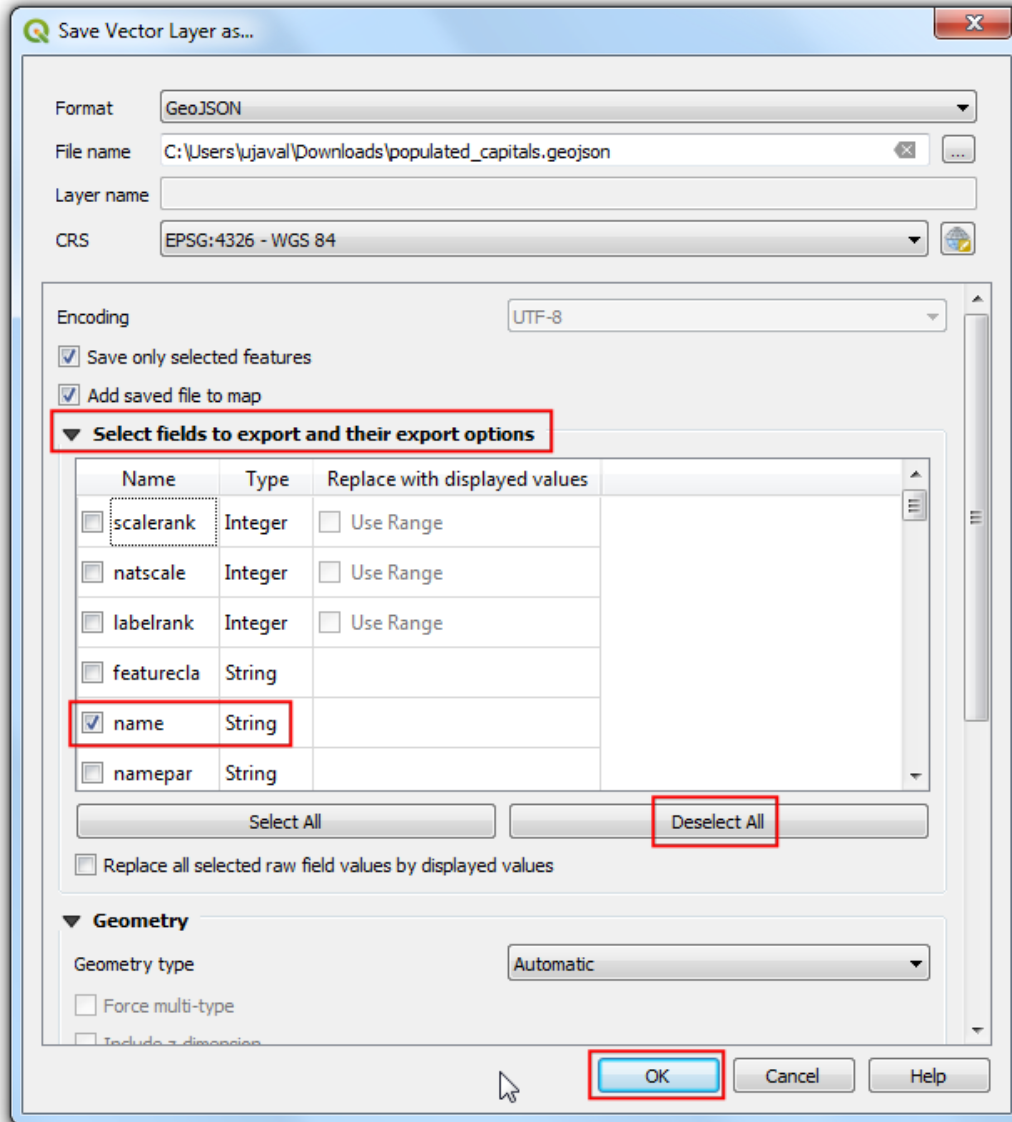 Save Vector Layer as...
Format GeoJSON
File name C:\Users\ujaval\Downloads\populated_capitals.geojson ...
Layer name
CRS EPSG:4326 - WGS 84
Encoding UTF-8
Save only selected features
Add saved file to map
Select fields to export and their export options
Name Type Replace with displayed values
scalerank Integer Use Range
natscale Integer Use Range
labelrank Integer Use Range
featurecla String
name String
namepar String
Select All Deselect All
Replace all selected raw field values by displayed values
Geometry
Geometry type Automatic
Force multi-type
Include z-dimension
OK Cancel Help